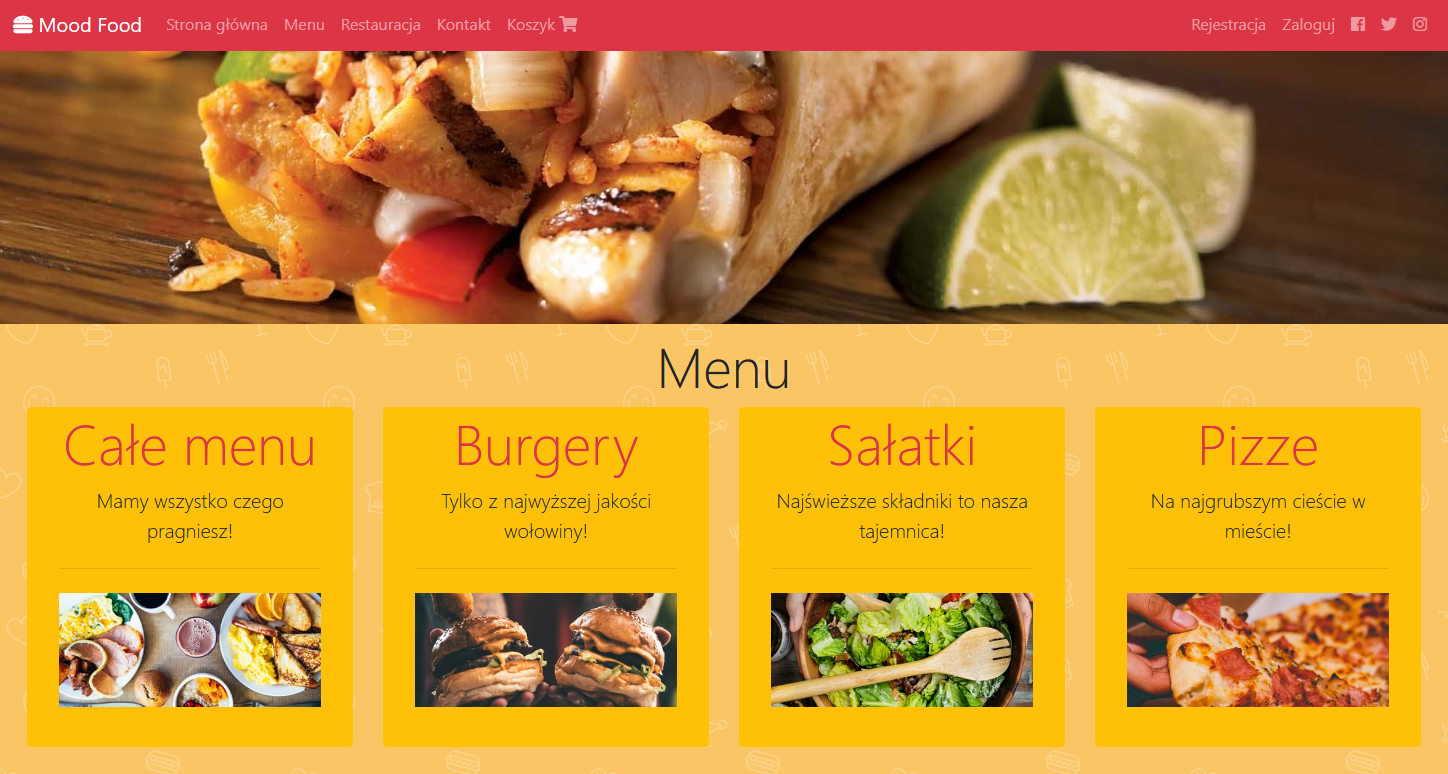 Mood Food Strona główna Menu Restauracja Kontakt Koszyk Rejestracja Zaloguj
Menu
Całe menu
Mamy wszystko czego
pragniesz!
Burgery
Tylko z najwyższej jakości
wołowiny!
Sałatki
Najświeższe składniki to nasza
tajemnica!
Pizze
Na najgrubszym cieście w
mieście!